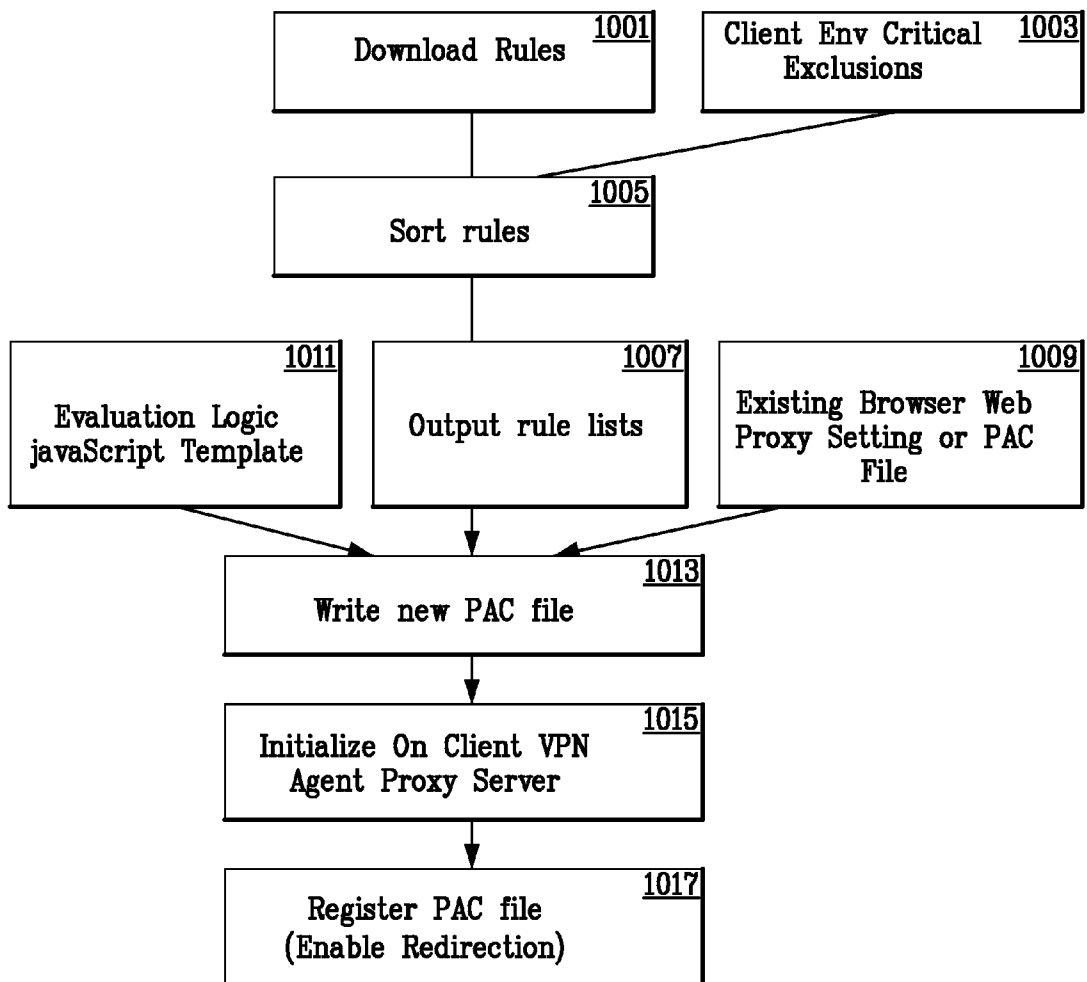 1001
Download Rules
1003
Client Env Critical
Exclusions
1005
Sort rules
1011
Evaluation Logic
javaScript Template
1007
Output rule lists
1009
Existing Browser Web
Proxy Setting or PAC
File
1013
Write new PAC file
1015
Initialize On Client VPN
Agent Proxy Server
1017
Register PAC file
(Enable Redirection)